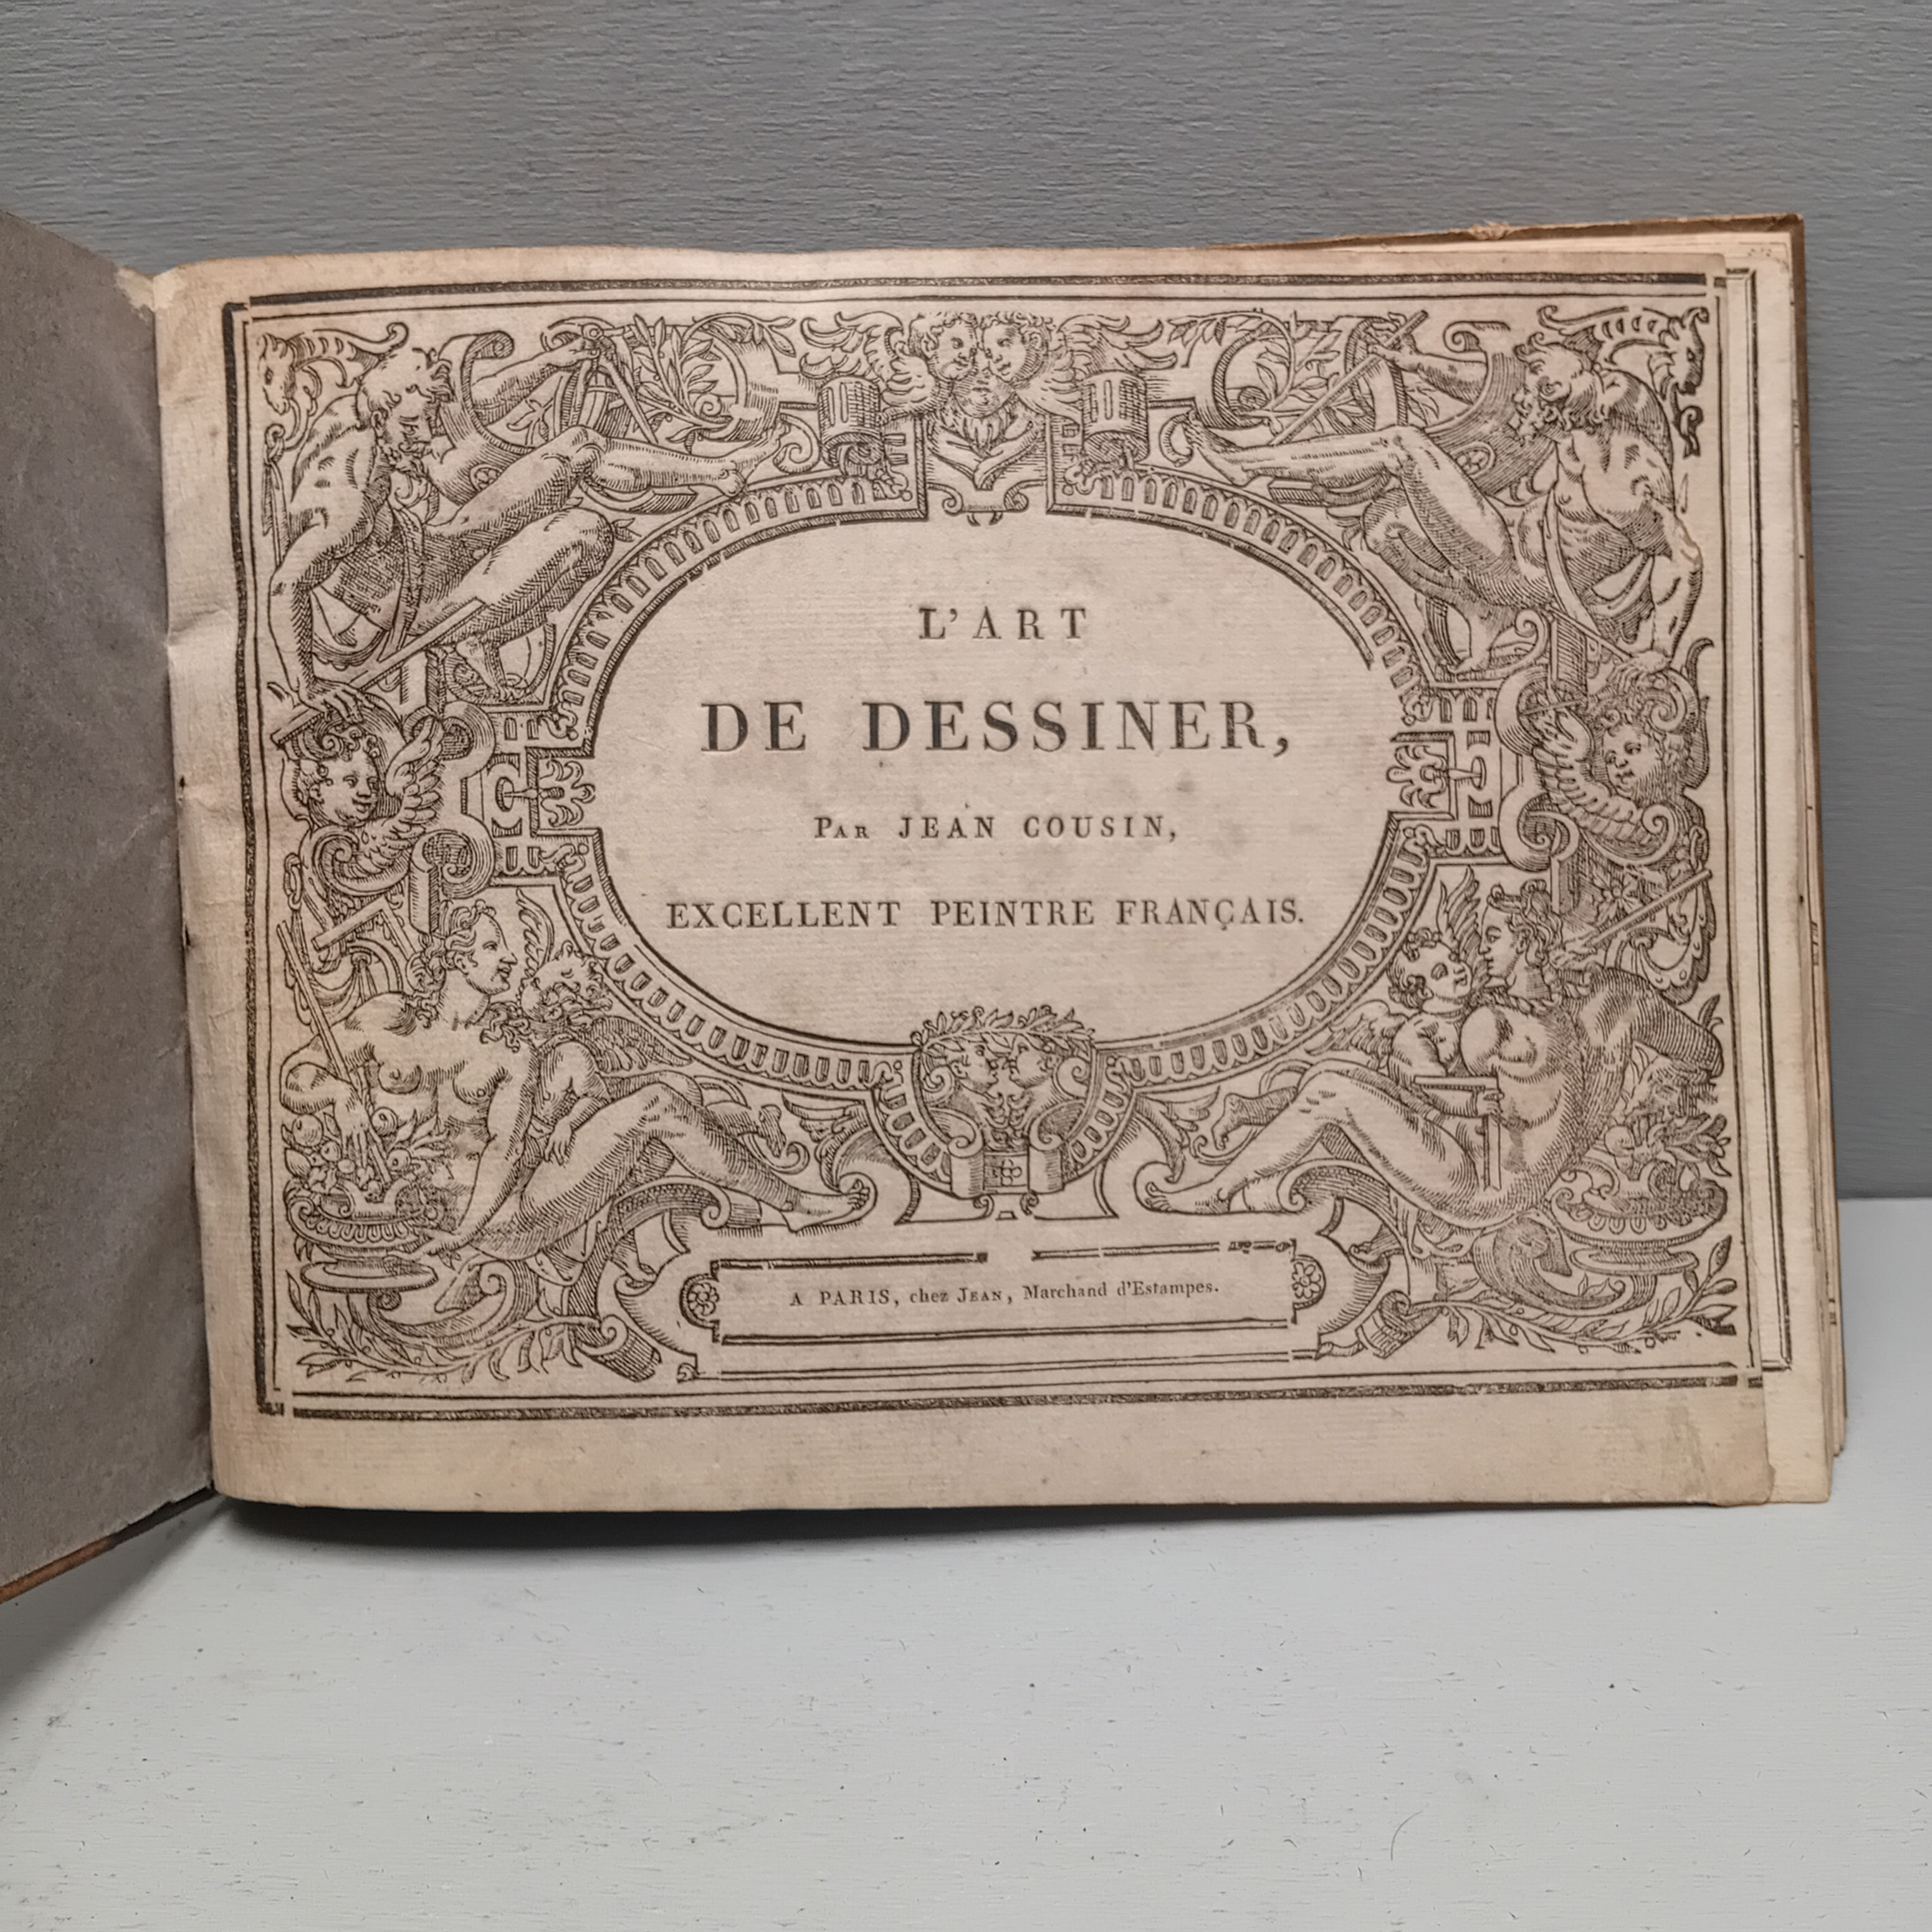 L'ART
DE DESSINER,
PAR JEAN COUSIN,
EXCELLENT PEINTRE FRANÇAIS.
A PARIS, chez JEAN, Marchand d'Estampes.